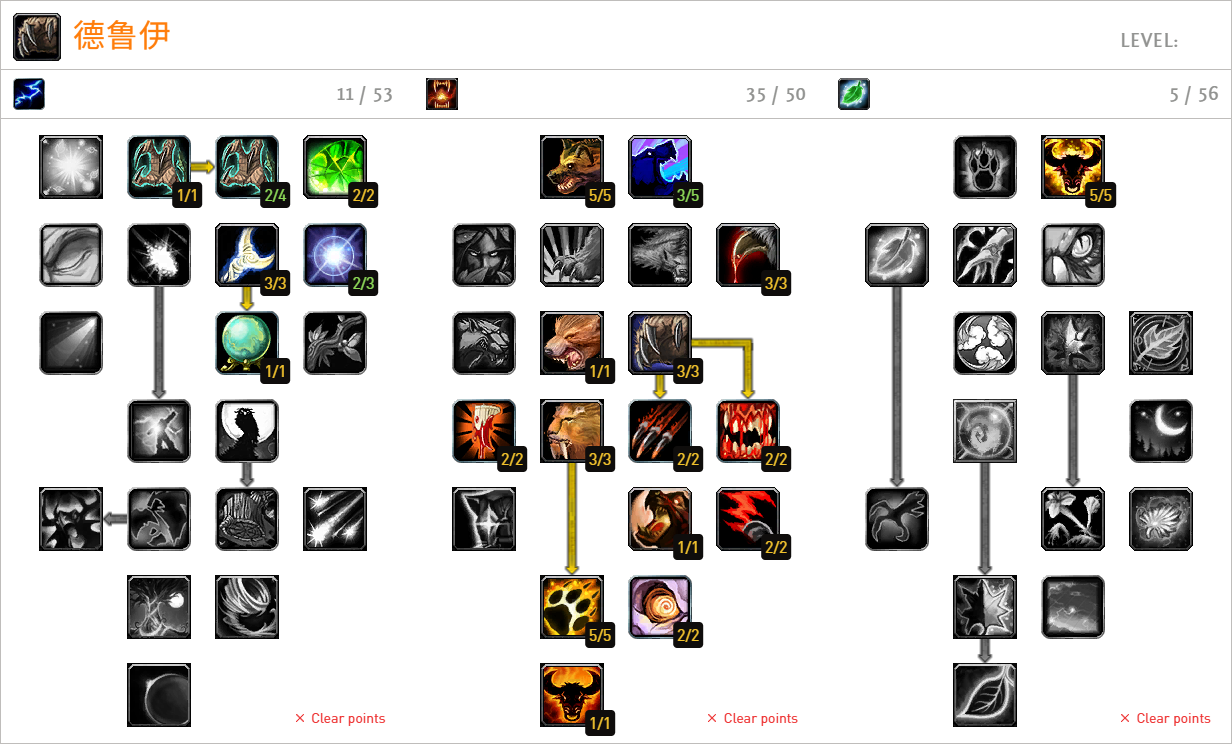 德鲁伊
LEVEL:
11 / 53
35 / 50
5 / 56
1/1
2/4
2/2
5/5
3/5
5/5
3/3
2/3
3/3
1/1
1/1
3/3
2/2
3/3
2/2
2/2
1/1
2/2
5/5
2/2
1/1
× Clear points
× Clear points
× Clear points